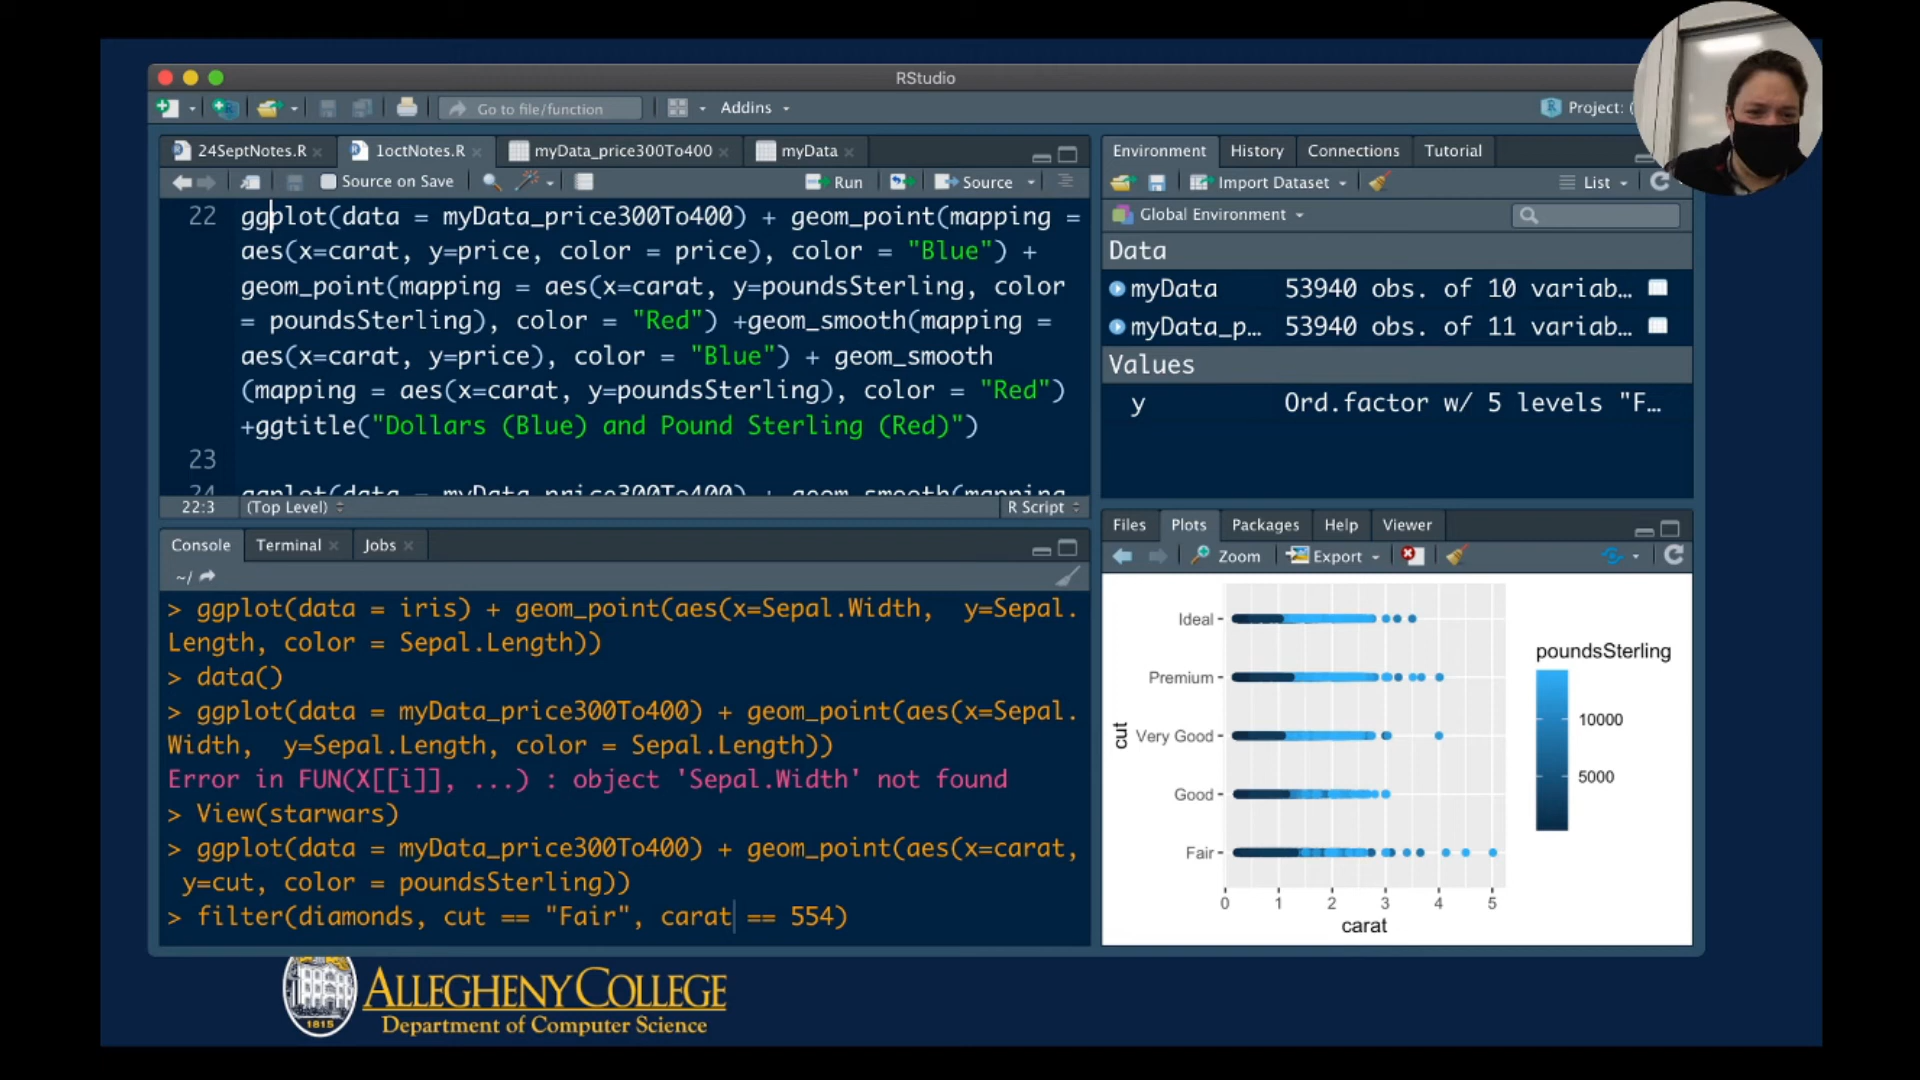 RStudio
Go to file/function
Addins
Project: (
24SeptNotes.R
1octNotes.R
myData_price300To400
myData
Source on Save
Run
Source
22 ggplot(data = myData_price300To400) + geom_point(mapping =
aes(x=carat, y=price, color = price), color = "Blue") +
geom_point(mapping = aes(x=carat, y=poundsSterling, color
= poundsSterling), color = "Red") +geom_smooth(mapping =
aes(x=carat, y=price), color = "Blue") + geom_smooth
(mapping = aes(x=carat, y=poundsSterling), color = "Red")
+ggtitle("Dollars (Blue) and Pound Sterling (Red)")
23
24 ggplot(data = myData_price300To400) + geom_smooth(mapping
22:3 (Top Level) R Script
Console
Terminal
Jobs
~/
> ggplot(data = iris) + geom_point(aes(x=Sepal.Width,  y=Sepal.
Length, color = Sepal.Length))
> data()
> ggplot(data = myData_price300To400) + geom_point(aes(x=Sepal.
Width,  y=Sepal.Length, color = Sepal.Length))
Error in FUN(X[[i]], ...) : object 'Sepal.Width' not found
> View(starwars)
> ggplot(data = myData_price300To400) + geom_point(aes(x=carat,
y=cut, color = poundsSterling))
> filter(diamonds, cut == "Fair", carat == 554)
Environment
History
Connections
Tutorial
Import Dataset
List
Global Environment
Data
myData 53940 obs. of 10 variab…
myData_p… 53940 obs. of 11 variab…
Values
y Ord.factor w/ 5 levels "F…
Files
Plots
Packages
Help
Viewer
Zoom
Export
cut
Ideal
Premium
Very Good
Good
Fair
0 1 2 3 4 5
carat
poundsSterling
10000
5000
1815
ALLEGHENY COLLEGE
Department of Computer Science